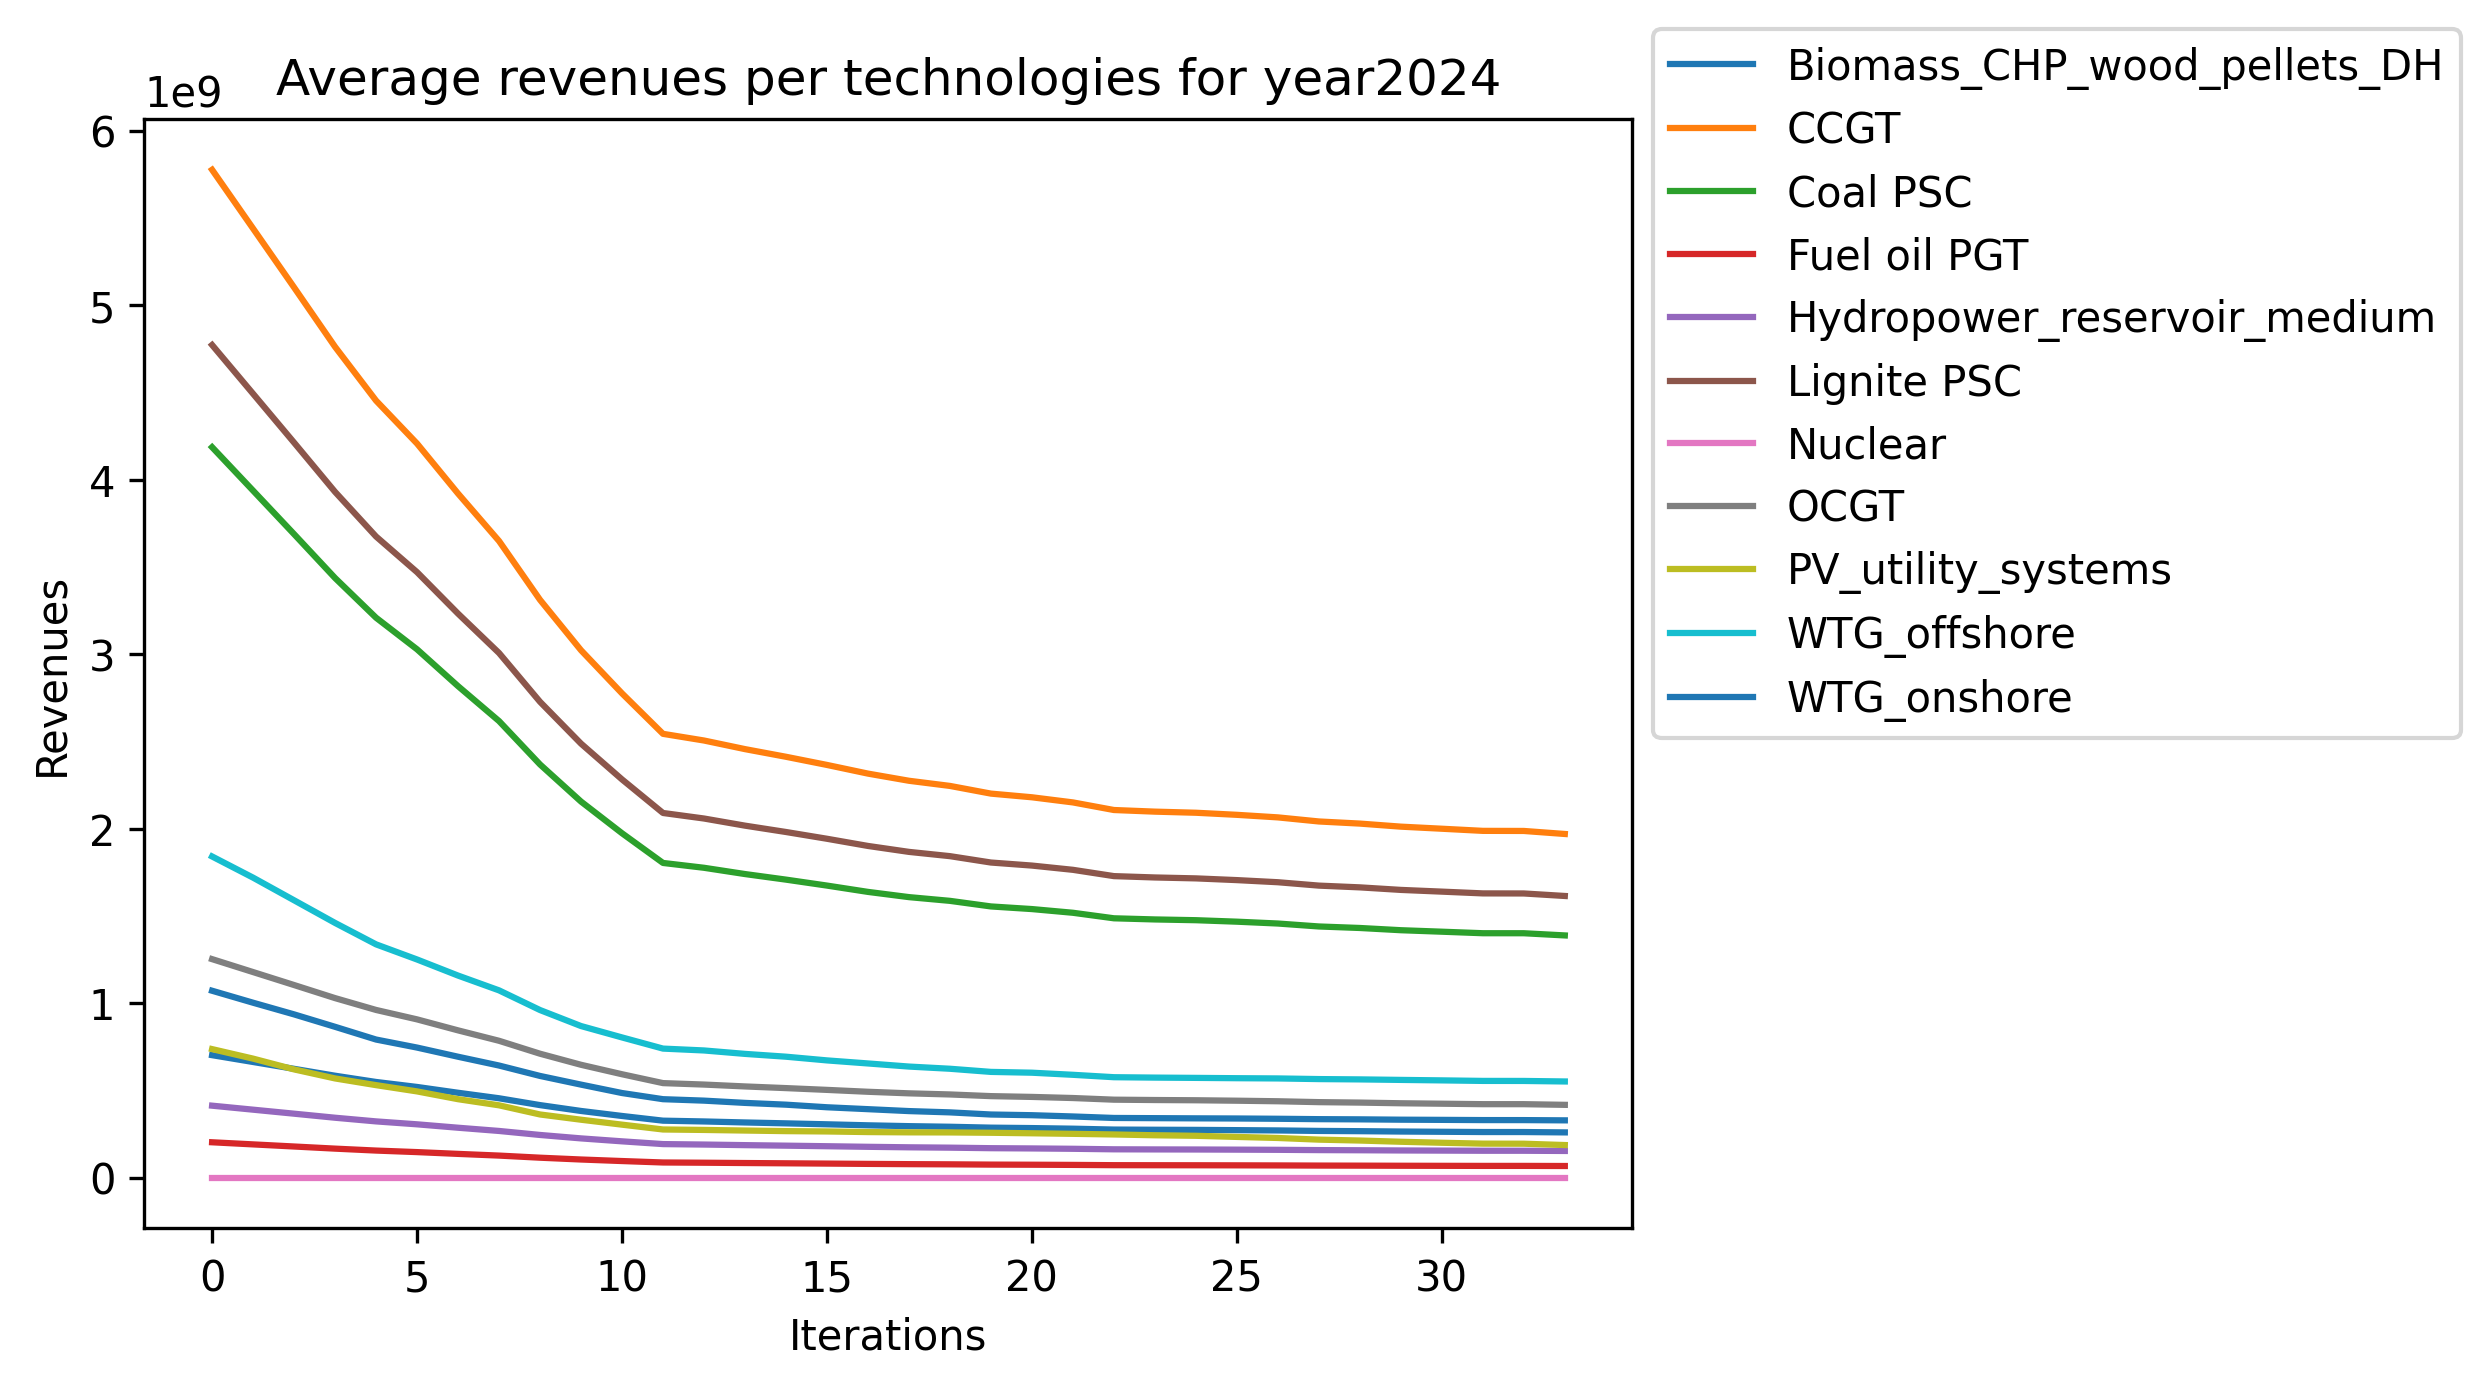 Average revenues per technologies for year2024
1e9
6
5
4
3
2
1
0
Revenues
0 5 10 15 20 25 30
Iterations
Biomass_CHP_wood_pellets_DH
CCGT
Coal PSC
Fuel oil PGT
Hydropower_reservoir_medium
Lignite PSC
Nuclear
OCGT
PV_utility_systems
WTG_offshore
WTG_onshore